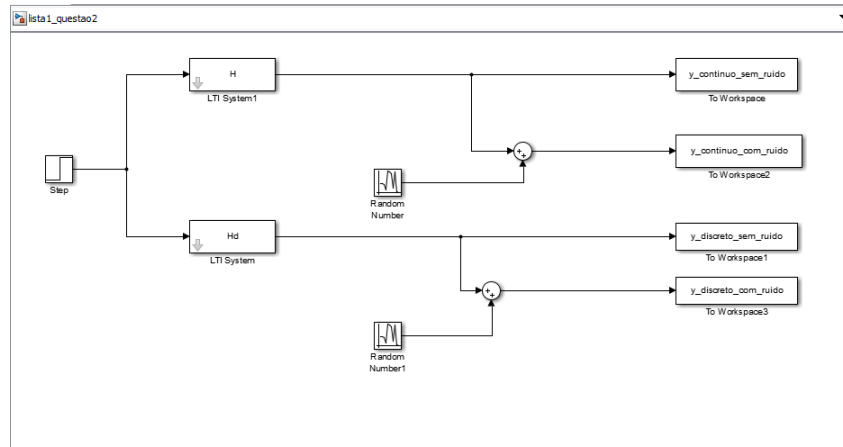 lista1_questao2
H
LTI System1
y_continuo_sem_ruido
To Workspace
y_continuo_com_ruido
To Workspace2
Step
Random
Number
Hd
LTI System
y_discreto_sem_ruido
To Workspace1
y_discreto_com_ruido
To Workspace3
Random
Number1